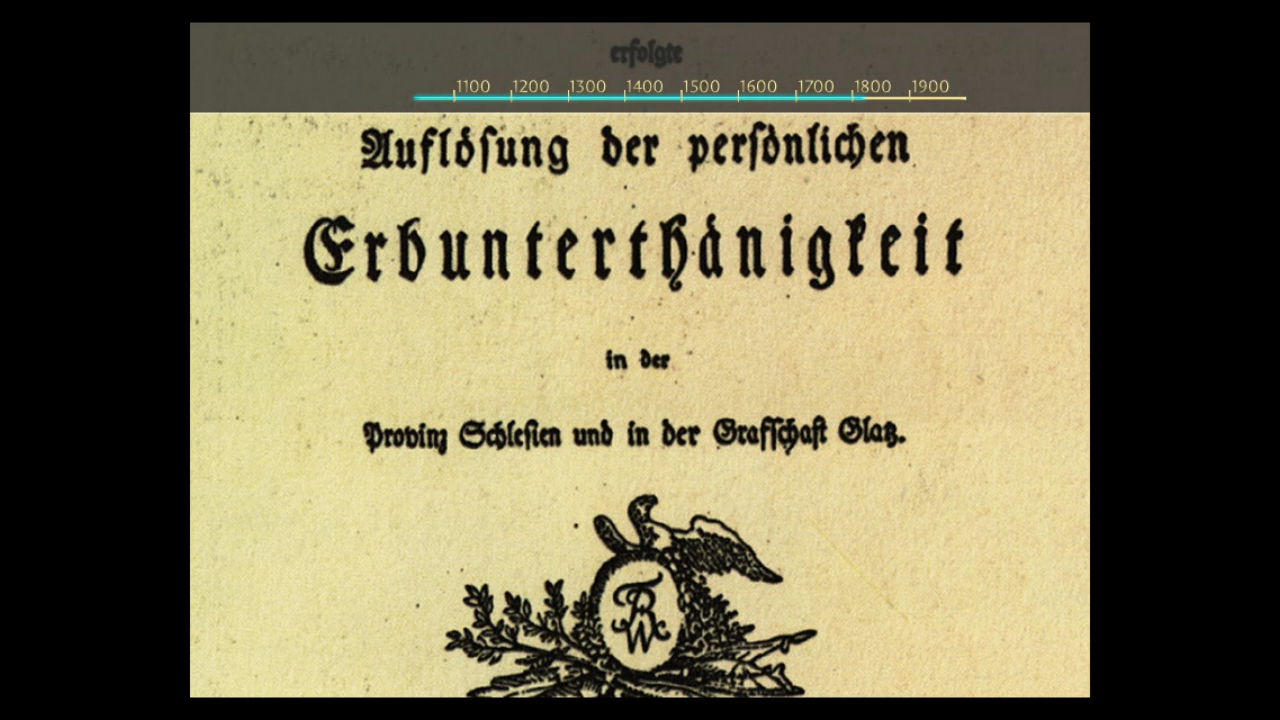 erfolgte
1100 1200 1300 1400 1500 1600 1700 1800 1900
Auflösung der persönlichen
Erbunterthänigkeit
in der
Provinz Schlesien und in der Grafschaft Glatz.
FRW